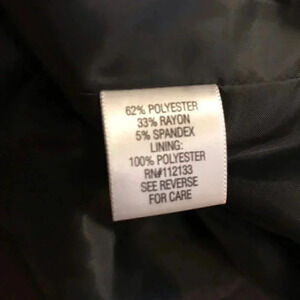 62% POLYESTER
33% RAYON
5% SPANDEX
LINING:
100% POLYESTER
RN#112133
SEE REVERSE
FOR CARE